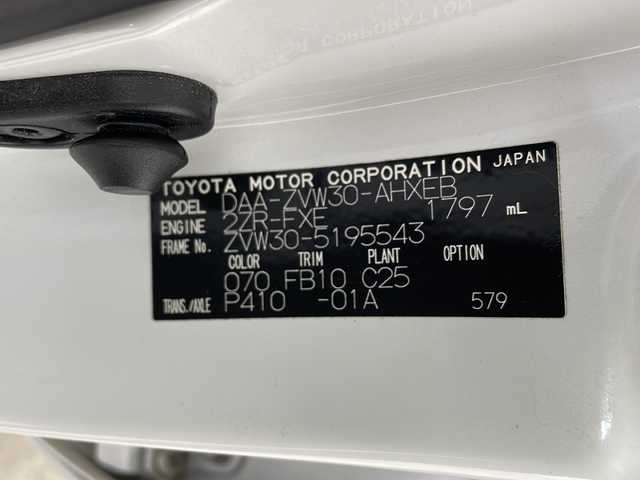 TOYOTA MOTOR CORPORATION JAPAN
MODEL DAA-ZVW30-AHXEB
ENGINE 2ZR-FXE 1797 mL
FRAME No. ZVW30-5195543
COLOR TRIM PLANT
070 FB10 C25
TRANS./AXLE P410 -01A 579